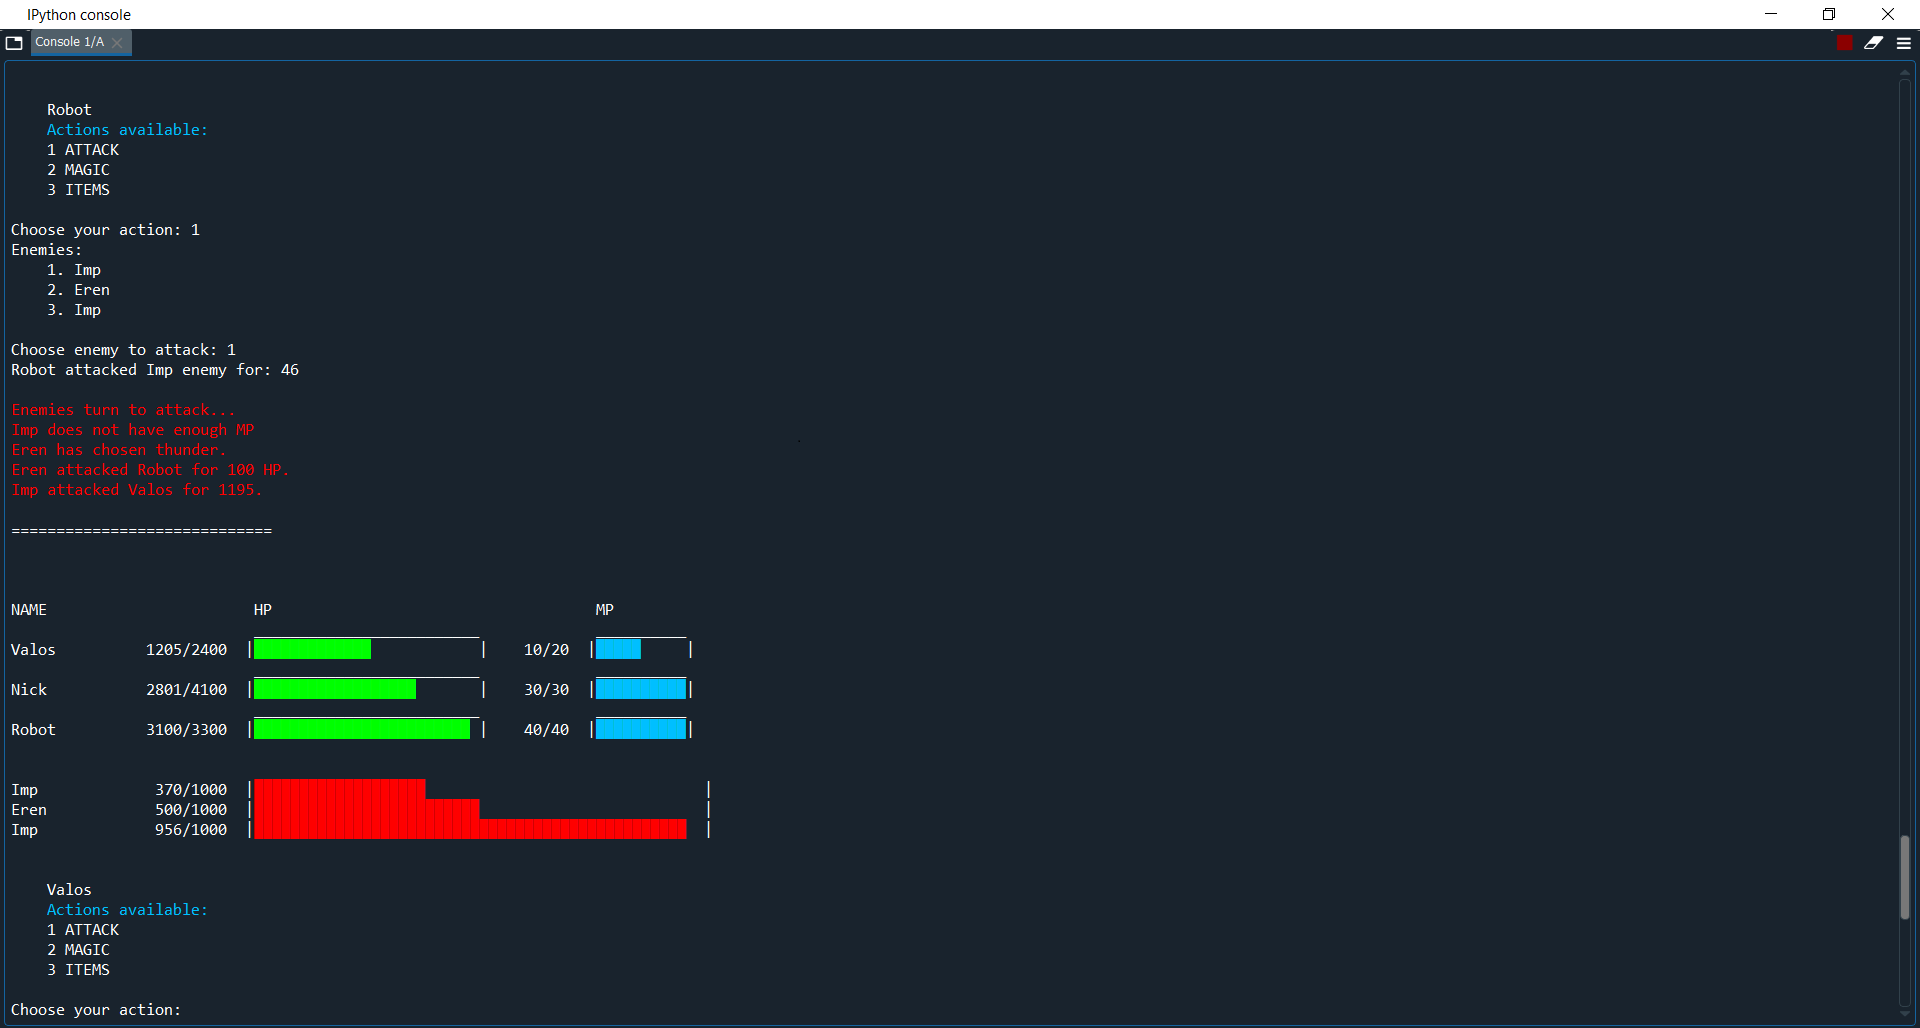 IPython console
Console 1/A
Robot
Actions available:
1 ATTACK
2 MAGIC
3 ITEMS
Choose your action: 1
Enemies:
1. Imp
2. Eren
3. Imp
Choose enemy to attack: 1
Robot attacked Imp enemy for: 46
Enemies turn to attack...
Imp does not have enough MP
Eren has chosen thunder.
Eren attacked Robot for 100 HP.
Imp attacked Valos for 1195.
=============================
NAME HP MP
Valos 1205/2400 | | 10/20 | |
Nick 2801/4100 | | 30/30 | |
Robot 3100/3300 | | 40/40 | |
Imp 370/1000 | |
Eren 500/1000 | |
Imp 956/1000 | |
Valos
Actions available:
1 ATTACK
2 MAGIC
3 ITEMS
Choose your action: